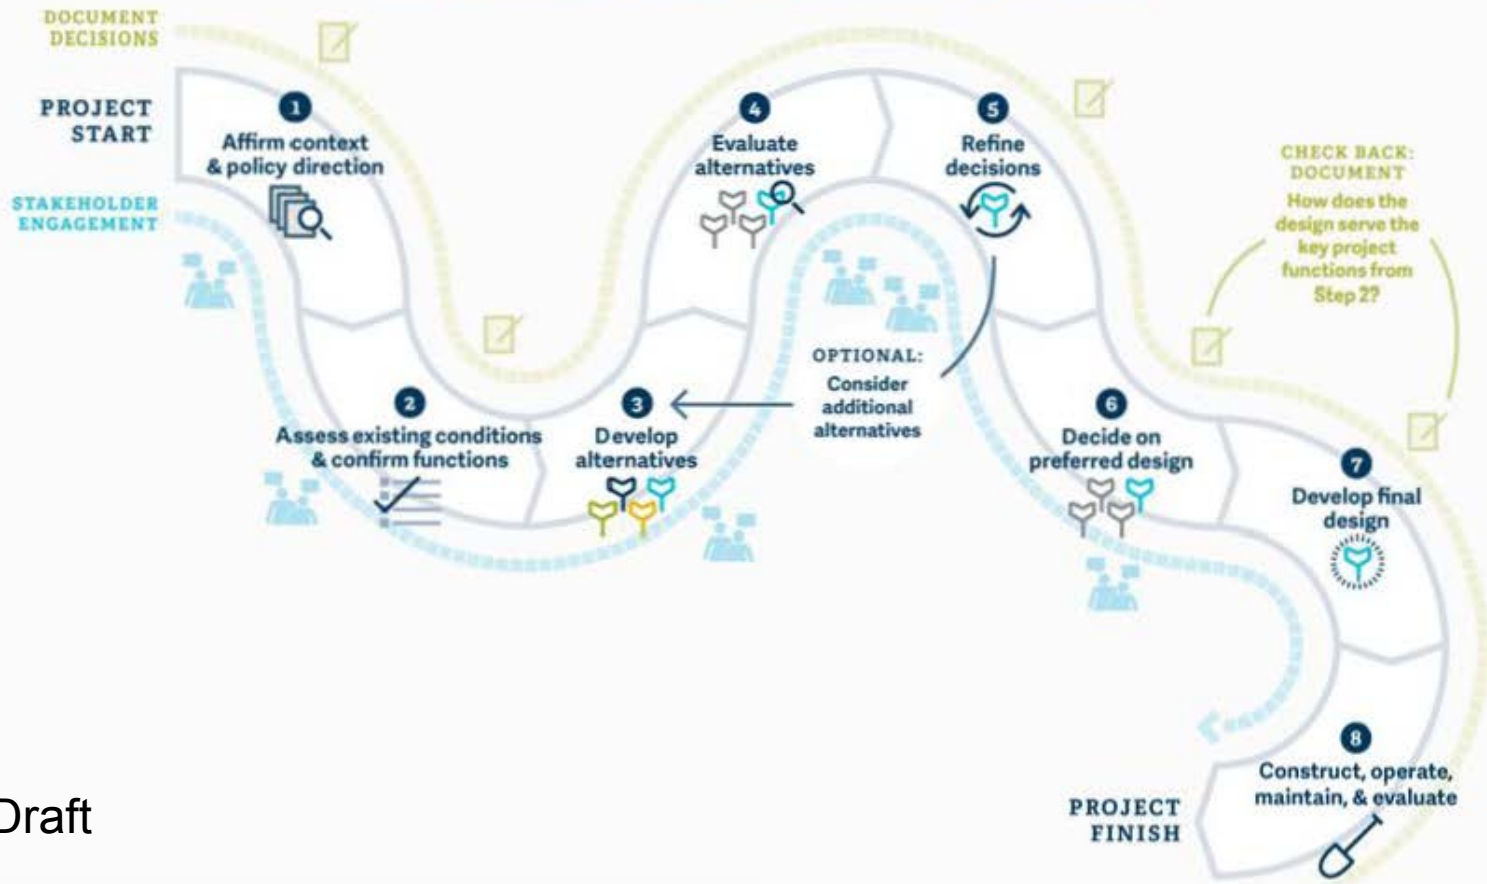 DOCUMENT
DECISIONS
PROJECT
START
STAKEHOLDER
ENGAGEMENT
1
Affirm context
& policy direction
2
Assess existing conditions
& confirm functions
3
Develop
alternatives
4
Evaluate
alternatives
5
Refine
decisions
OPTIONAL:
Consider
additional
alternatives
6
Decide on
preferred design
CHECK BACK:
DOCUMENT
How does the
design serve the
key project
functions from
Step 2?
7
Develop final
design
8
Construct, operate,
maintain, & evaluate
PROJECT
FINISH
Draft